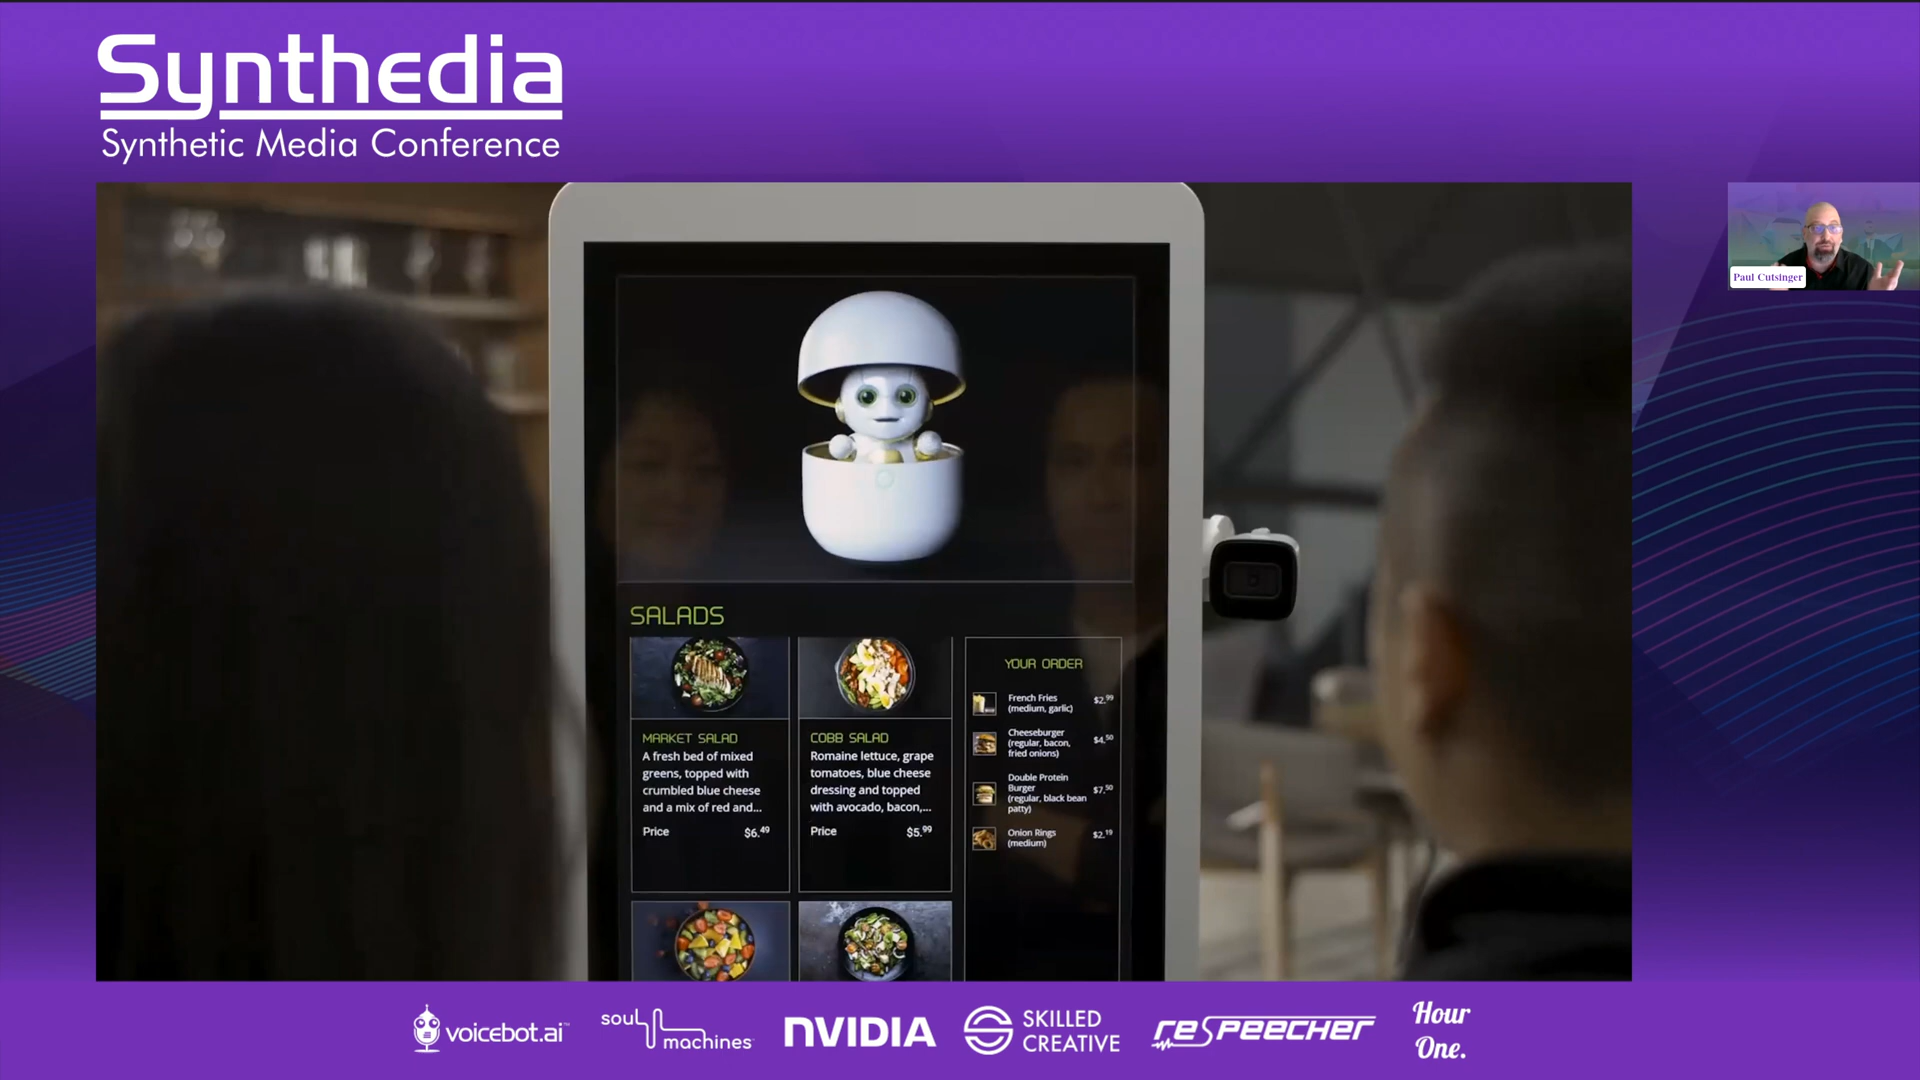 Synthedia
Synthetic Media Conference
Paul Cutsinger
SALADS
MARKET SALAD
A fresh bed of mixed
greens, topped with
crumbled blue cheese
and a mix of red and...
Price $6.49
COBB SALAD
Romaine lettuce, grape
tomatoes, blue cheese
dressing and topped
with avocado, bacon,...
Price $5.99
YOUR ORDER
French Fries
(medium, garlic) $2.99
Cheeseburger
(regular, bacon,
fried onions) $4.50
Double Protein
Burger
(regular, black bean
patty) $7.50
Onion Rings
(medium) $2.19
voicebot.ai
soul
machines
NVIDIA
SKILLED
CREATIVE
reSPEECHER
Hour
One.